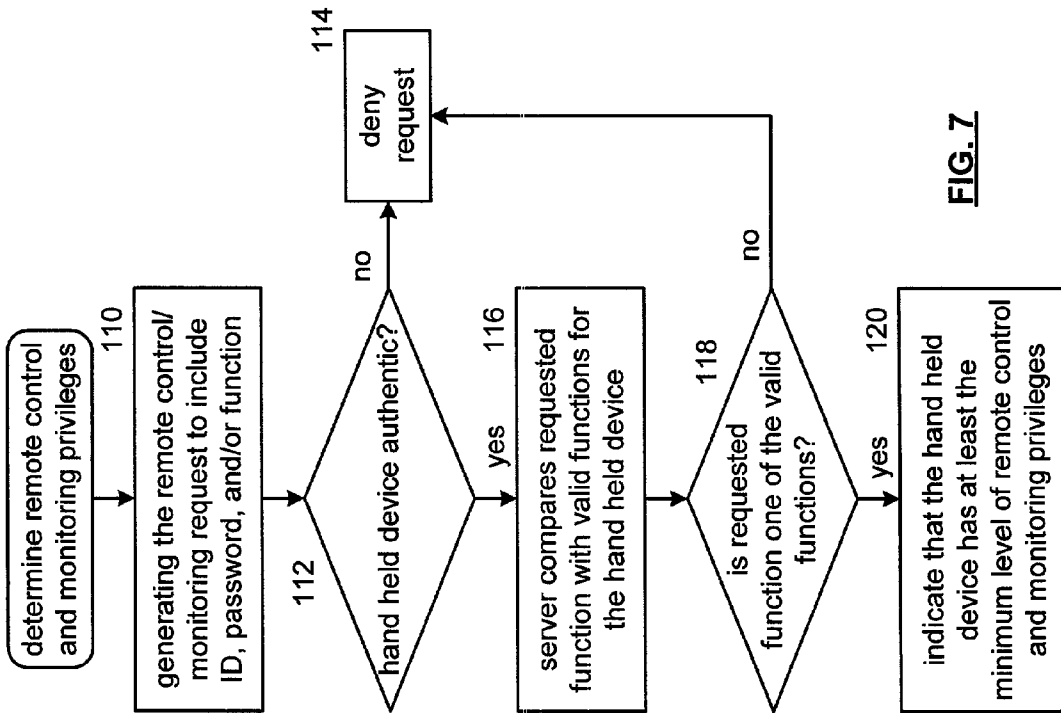 determine remote control
and monitoring privileges
110
generating the remote control/
monitoring request to include
ID, password, and/or function
112
hand held device authentic?
no
114
deny
request
yes
116
server compares requested
function with valid functions for
the hand held device
118
is requested
function one of the valid
functions?
no
yes
120
indicate that the hand held
device has at least the
minimum level of remote control
and monitoring privileges
FIG. 7